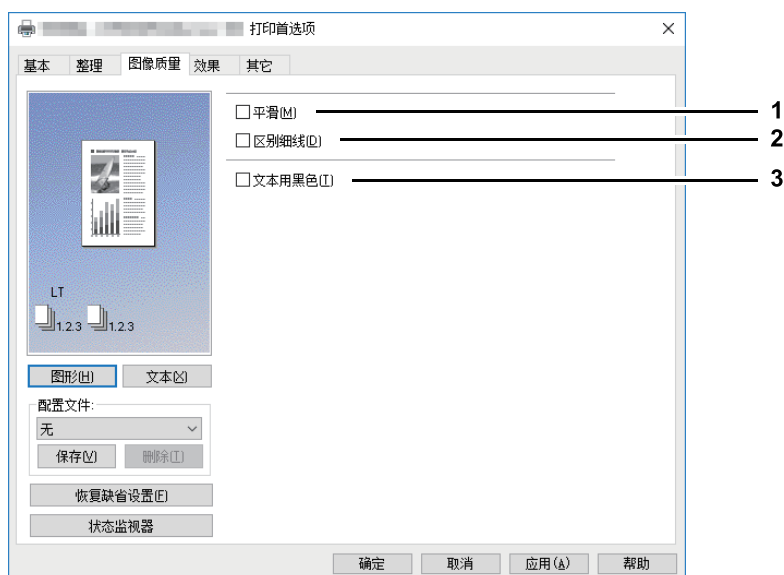 打印首选项
基本 整理 图像质量 效果 其它
平滑(M) 1
区别细线(D) 2
文本用黑色(T) 3
LT
1.2.3 1.2.3
图形(H) 文本(X)
配置文件:
无
保存(V) 删除(I)
恢复缺省设置(F)
状态监视器
确定 取消 应用(A) 帮助